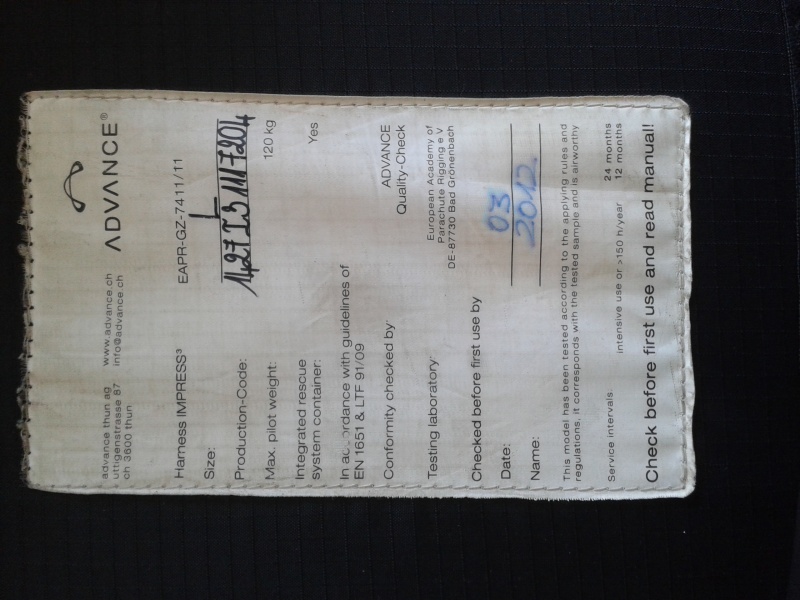 ADVANCE®
advance thun ag www.advance.ch
uttigenstrasse 87 info@advance.ch
ch 3600 thun
Harness IMPRESS³ EAPR-GZ-7411/11
Size: L
Production-Code:
Max. pilot weight: 120 kg
Integrated rescue
system container: Yes
In accordance with guidelines of
EN 1651 & LTF 91/09
Conformity checked by: ADVANCE
Quality-Check
Testing laboratory: European Academy of
Parachute Rigging e V
DE-87730 Bad Grönenbach
Checked before first use by
Date: 03
Name: 2012.
This model has been tested according to the applying rules and
regulations, it corresponds with the tested sample and is airworthy
Service intervals 24 months
intensive use or >150 h/year 12 months
Check before first use and read manual!